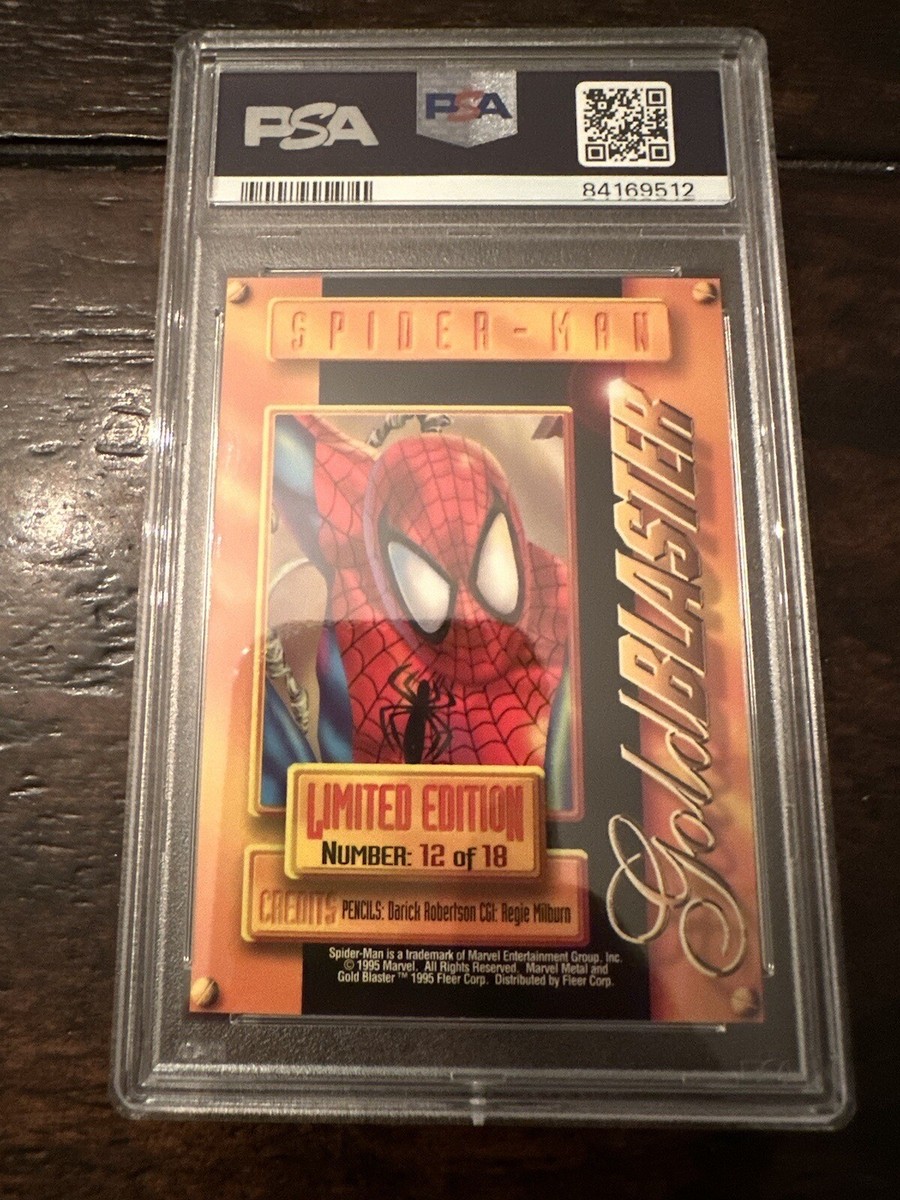 PSA
PSA
84169512
SPIDER-MAN
GoldBLASTER
LIMITED EDITION
NUMBER: 12 of 18
CREDITS PENCILS: Darick Robertson CGI: Regie Milburn
Spider-Man is a trademark of Marvel Entertainment Group, Inc.
© 1995 Marvel. All Rights Reserved. Marvel Metal and
Gold Blaster ™ 1995 Fleer Corp. Distributed by Fleer Corp.